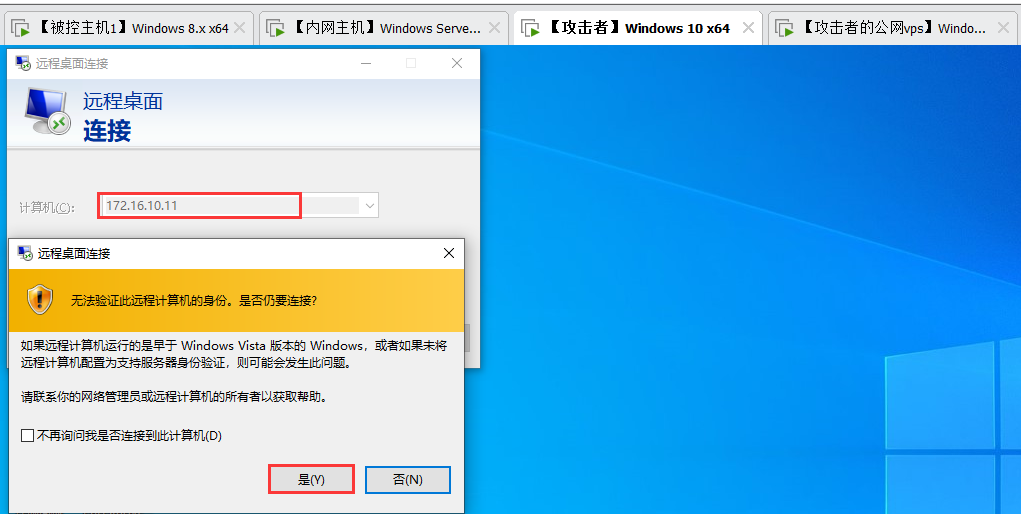 【被控主机1】Windows 8.x x64
【内网主机】Windows Serve...
【攻击者】Windows 10 x64
【攻击者的公网vps】Windo...
远程桌面连接
远程桌面
连接
计算机(C):
172.16.10.11
远程桌面连接
无法验证此远程计算机的身份。是否仍要连接?
如果远程计算机运行的是早于 Windows Vista 版本的 Windows，或者如果未将
远程计算机配置为支持服务器身份验证，则可能会发生此问题。
请联系你的网络管理员或远程计算机的所有者以获取帮助。
不再询问我是否连接到此计算机(D)
是(Y)
否(N)